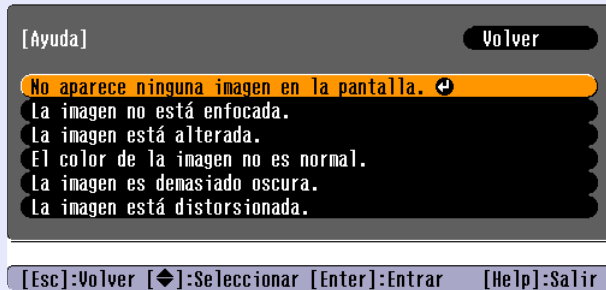 [Ayuda] Volver
No aparece ninguna imagen en la pantalla.
La imagen no está enfocada.
La imagen está alterada.
El color de la imagen no es normal.
La imagen es demasiado oscura.
La imagen está distorsionada.
[Esc]:Volver [◆]:Seleccionar [Enter]:Entrar [Help]:Salir